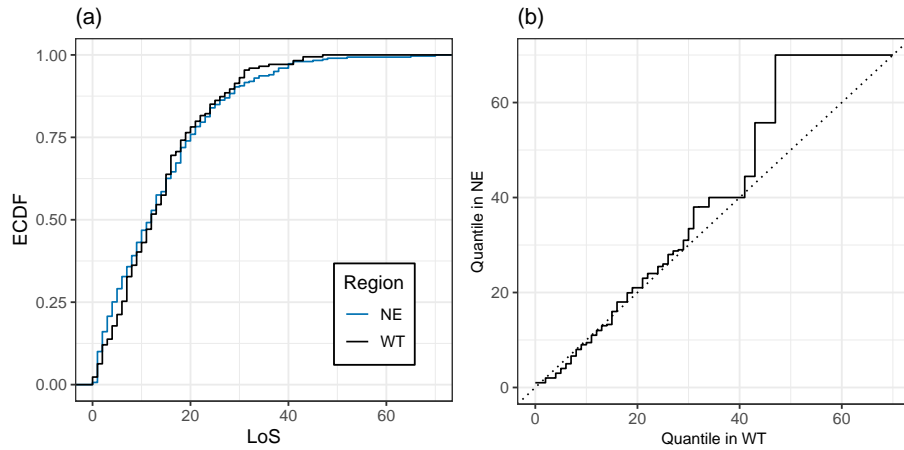 (a)
1.00
0.75
0.50
0.25
0.00
ECDF
0 20 40 60
LoS
Region
NE
WT
(b)
60
40
20
0
Quantile in NE
0 20 40 60
Quantile in WT